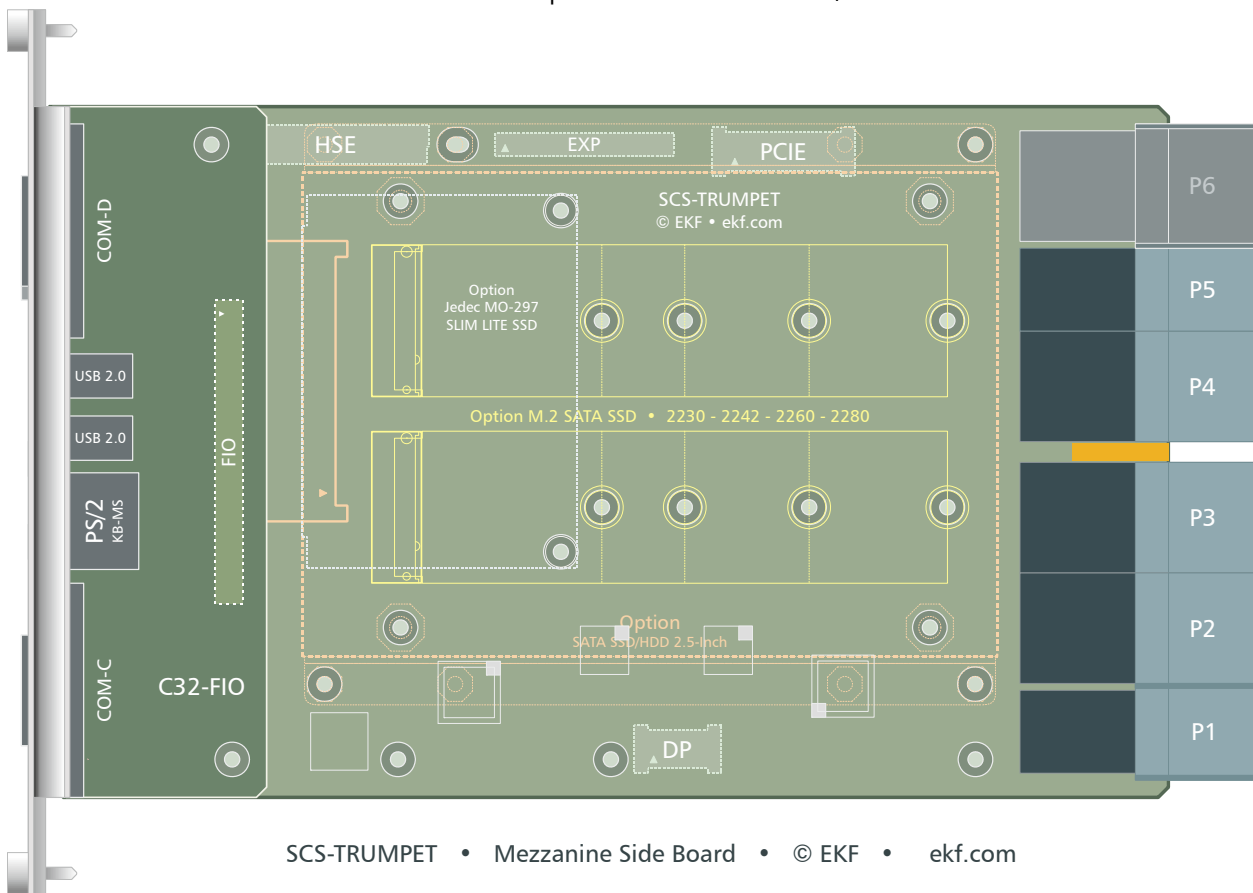 HSE
EXP
PCIE
P6
SCS-TRUMPET
© EKF • ekf.com
COM-D
P5
Option
Jedec MO-297
SLIM LITE SSD
USB 2.0
P4
Option M.2 SATA SSD • 2230 - 2242 - 2260 - 2280
USB 2.0
FIO
PS/2
KB-MS
P3
Option
SATA SSD/HDD 2.5-Inch
P2
COM-C
C32-FIO
P1
DP
SCS-TRUMPET • Mezzanine Side Board • © EKF • ekf.com